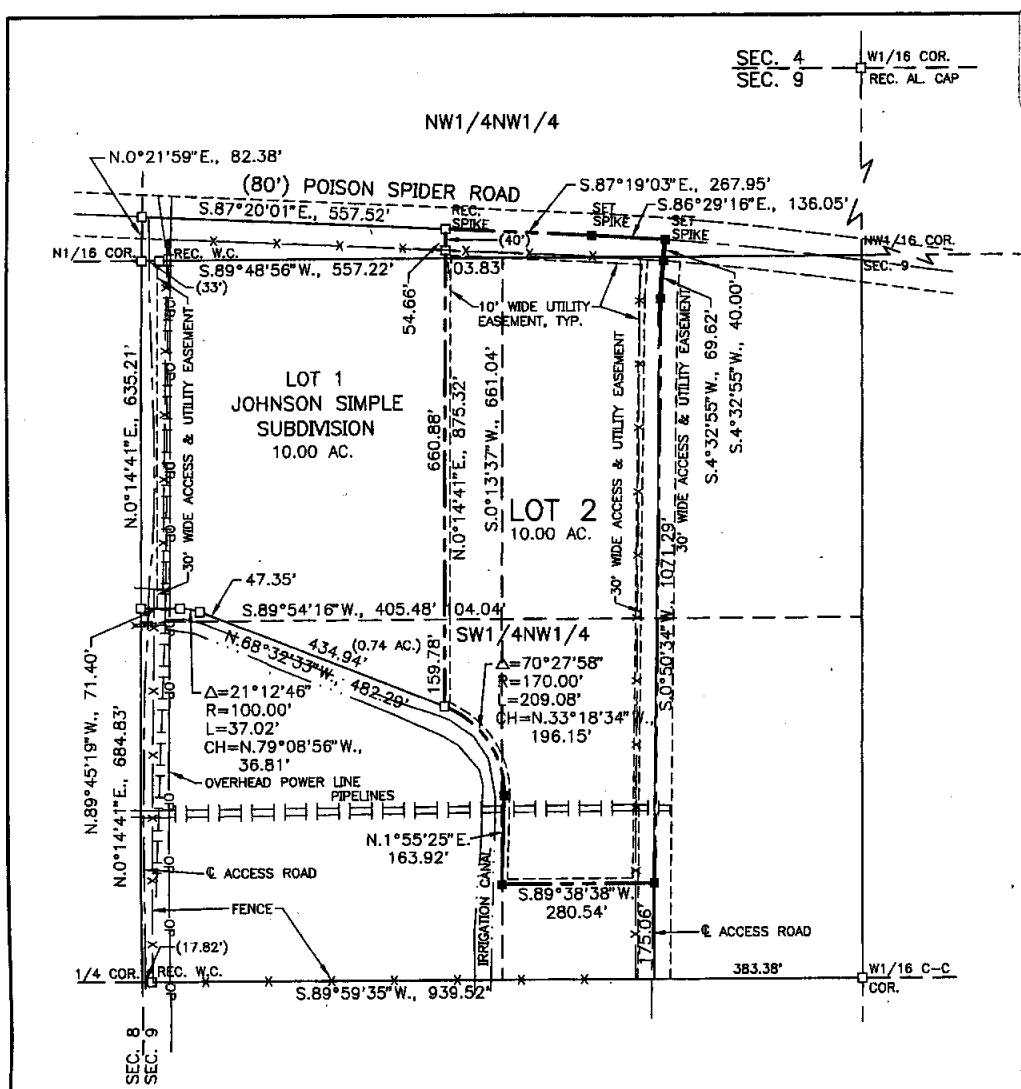 SEC. 4
SEC. 9
W1/16 COR.
REC. AL. CAP
NW1/4NW1/4
N.0°21'59"E., 82.38'
(80') POISON SPIDER ROAD
S.87°19'03"E., 267.95'
S.86°29'16"E., 136.05'
S.87°20'01"E., 557.52'
REC.
SPIKE
SET
SPIKE
SET
SPIKE
(40')
N1/16 COR.
REC. W.C.
S.89°48'56"W., 557.22'
03.83
NW1/16 COR.
SEC. 9
(33')
54.66'
10' WIDE UTILITY
EASEMENT, TYP.
N.0°14'41"E., 635.21'
30' WIDE ACCESS & UTILITY EASEMENT
LOT 1
JOHNSON SIMPLE
SUBDIVISION
10.00 AC.
660.88'
N.0°14'41"E., 875.32'
S.0°13'37"W., 661.04'
LOT 2
10.00 AC.
30' WIDE ACCESS & UTILITY EASEMENT
S.0°50'34"W., 1071.29'
30' WIDE ACCESS & UTILITY EASEMENT
S.4°32'55"W., 69.62'
S.4°32'55"W., 40.00'
47.35'
S.89°54'16"W., 405.48'
04.04
SW1/4NW1/4
434.94'
(0.74 AC.)
N.68°32'33"W., 482.29'
159.78'
Δ=70°27'58"
R=170.00'
L=209.08'
CH=N.33°18'34"W.,
196.15'
N.89°45'19"W., 71.40'
N.0°14'41"E., 684.83'
Δ=21°12'46"
R=100.00'
L=37.02'
CH=N.79°08'56"W.,
36.81'
OVERHEAD POWER LINE
PIPELINES
N.1°55'25"E.
163.92'
℄ ACCESS ROAD
IRRIGATION CANAL
S.89°38'38"W.
280.54'
FENCE
175.06'
℄ ACCESS ROAD
(17.82')
1/4 COR.
REC. W.C.
S.89°59'35"W., 939.52'
383.38'
W1/16 C-C
COR.
SEC. 8
SEC. 9
OP
OP
OP
OP
OP
OP
OP
OP
OP